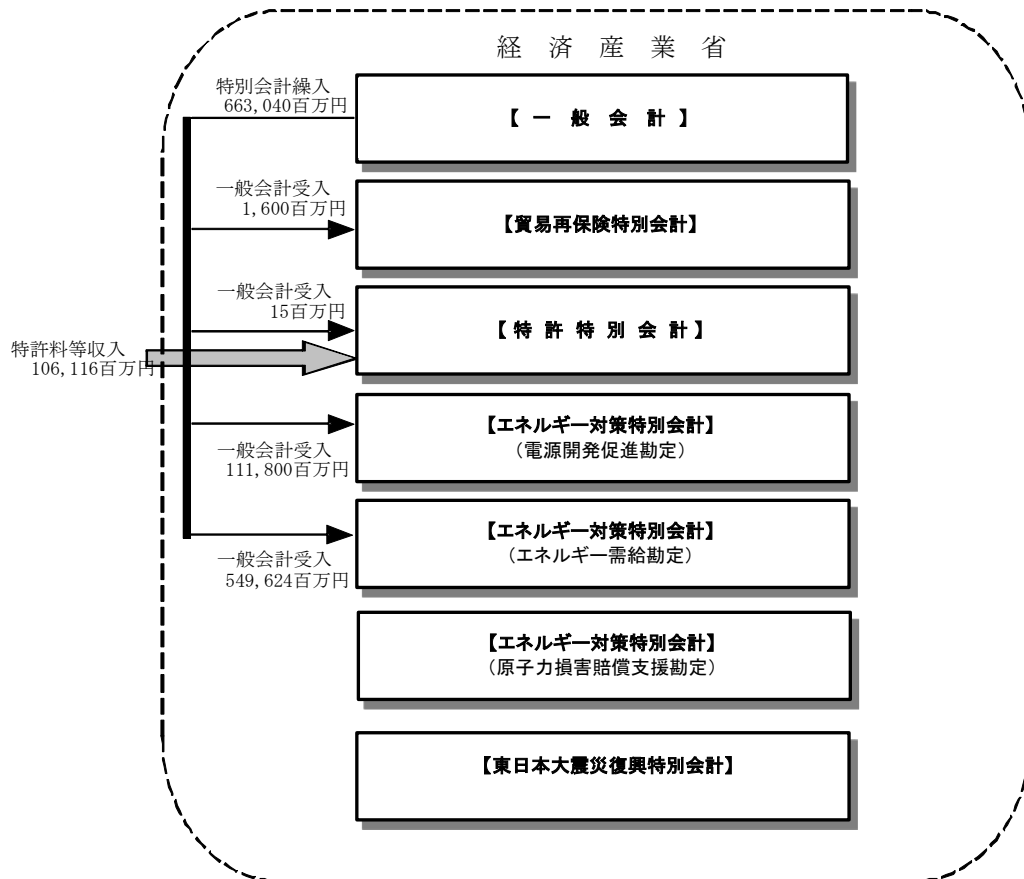 経 済 産 業 省
特別会計繰入
663,040百万円
【 一 般 会 計 】
一般会計受入
1,600百万円
【貿易再保険特別会計】
一般会計受入
15百万円
【 特 許 特 別 会 計 】
特許料等収入
106,116百万円
【エネルギー対策特別会計】
（電源開発促進勘定）
一般会計受入
111,800百万円
【エネルギー対策特別会計】
（エネルギー需給勘定）
一般会計受入
549,624百万円
【エネルギー対策特別会計】
（原子力損害賠償支援勘定）
【東日本大震災復興特別会計】